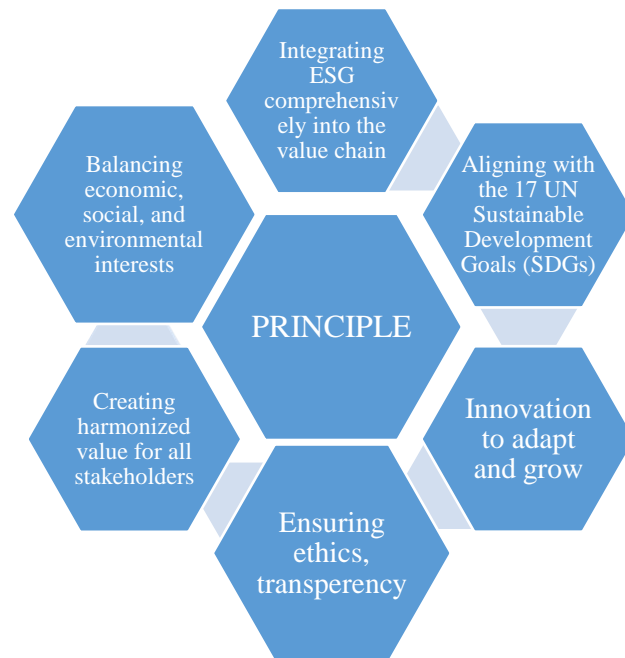 Integrating
ESG
comprehensiv
ely into the
value chain
Aligning with
the 17 UN
Sustainable
Development
Goals (SDGs)
Innovation
to adapt
and grow
Ensuring
ethics,
transperency
Creating
harmonized
value for all
stakeholders
Balancing
economic,
social, and
environmental
interests
PRINCIPLE